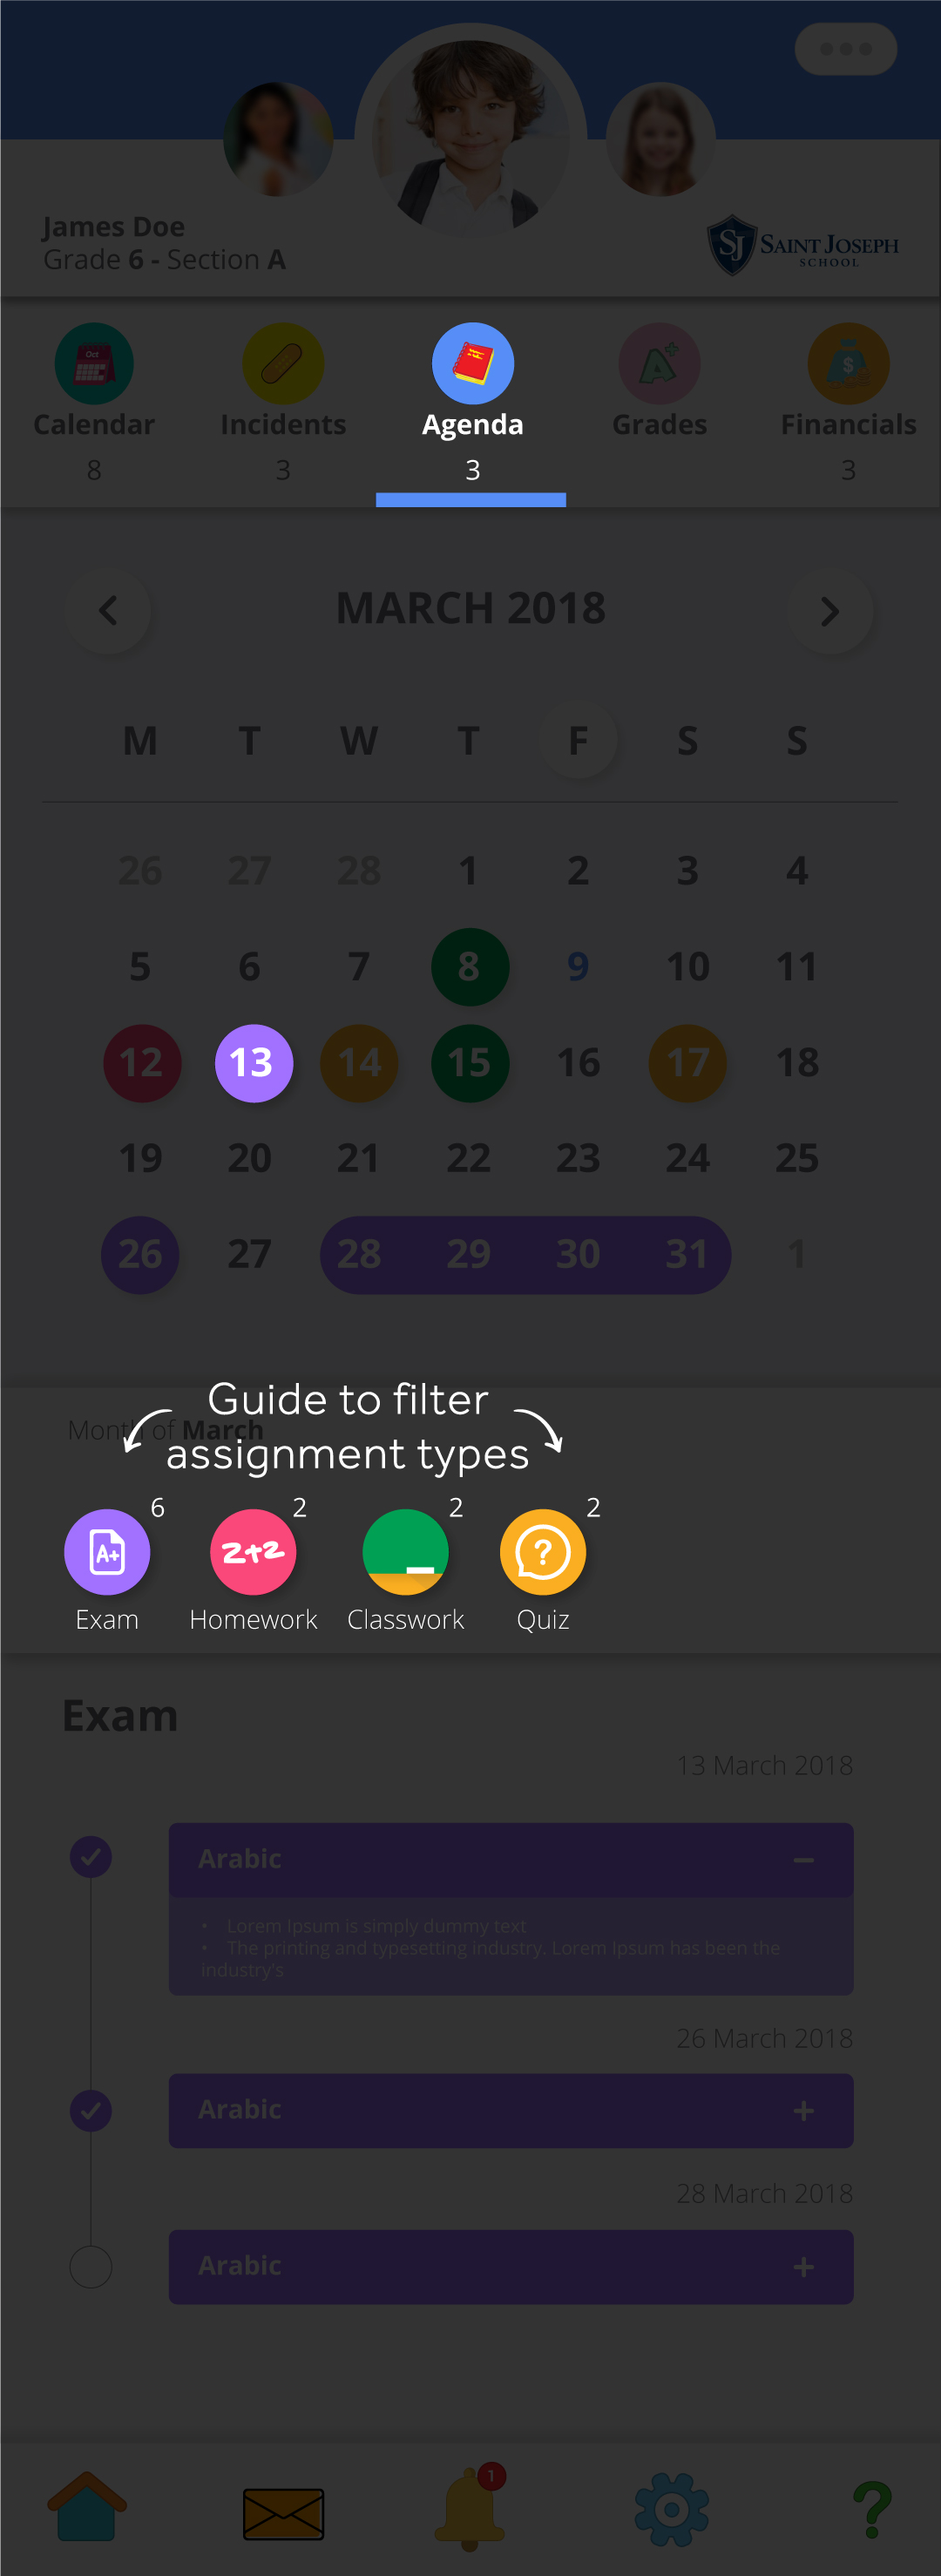 James Doe
Grade 6 - Section A
SJ SAINT JOSEPH
SCHOOL
Oct
A+
$
Calendar Incidents Agenda Grades Financials
8 3 3 3
MARCH 2018
M T W T F S S
26 27 28 1 2 3 4
5 6 7 8 9 10 11
12 13 14 15 16 17 18
19 20 21 22 23 24 25
26 27 28 29 30 31 1
Guide to filter
Month of March
assignment types
6 2 2 2
A+ 2+2 ?
Exam Homework Classwork Quiz
Exam
13 March 2018
Arabic
• Lorem Ipsum is simply dummy text
• The printing and typesetting industry. Lorem Ipsum has been the
industry's
26 March 2018
Arabic
28 March 2018
Arabic
1
?